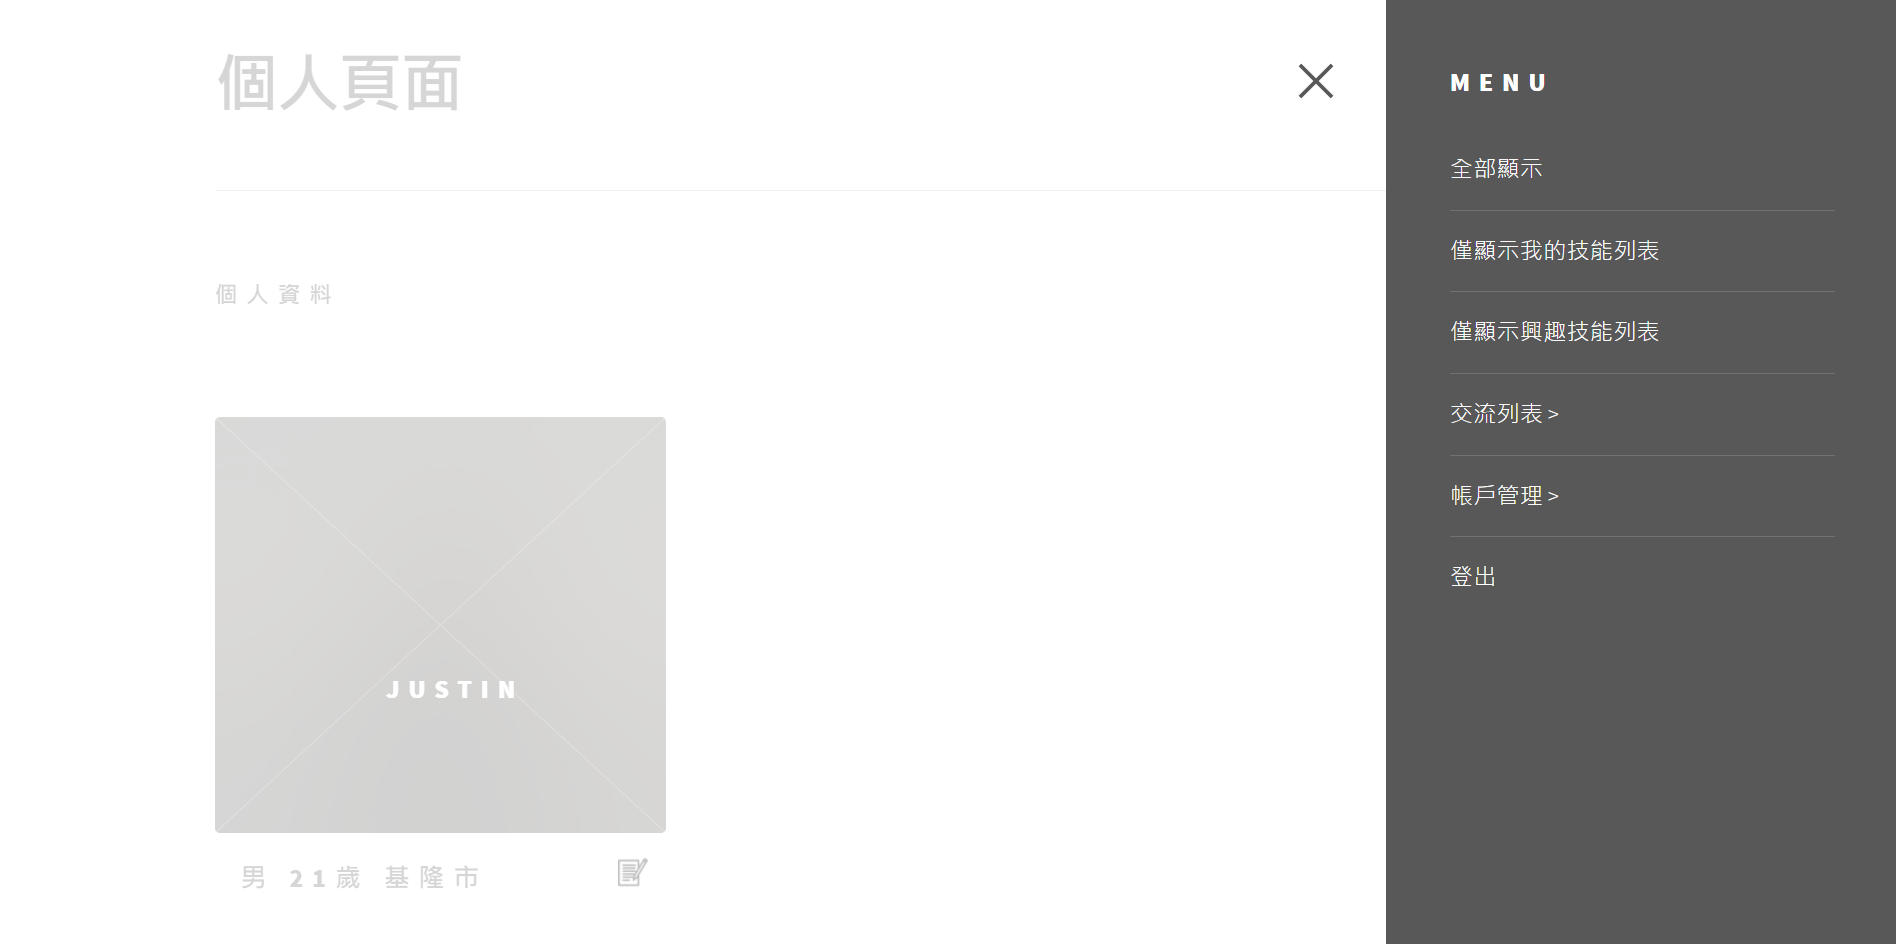 個人頁面
個人資料
JUSTIN
男 21歲 基隆市
MENU
全部顯示
僅顯示我的技能列表
僅顯示興趣技能列表
交流列表 >
帳戶管理 >
登出